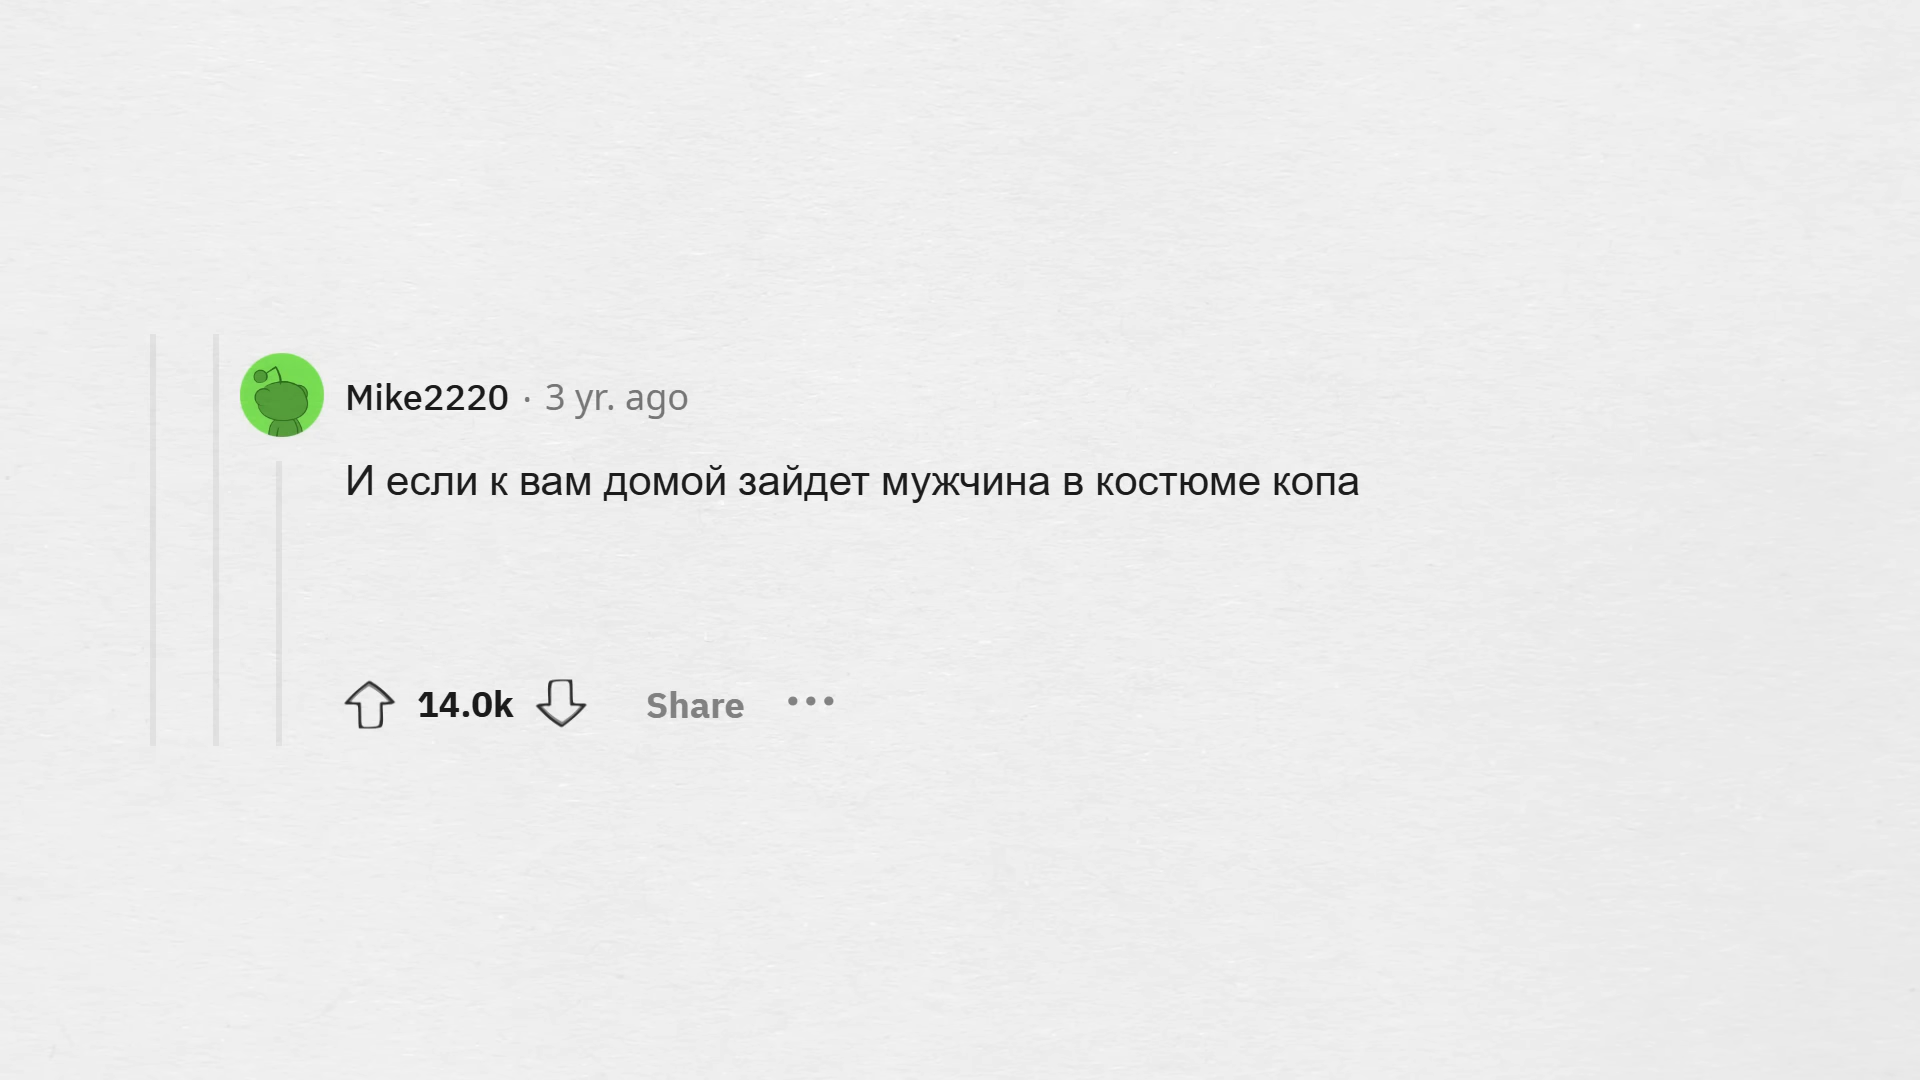 Mike2220 · 3 yr. ago
И если к вам домой зайдет мужчина в костюме копа
14.0k Share •••